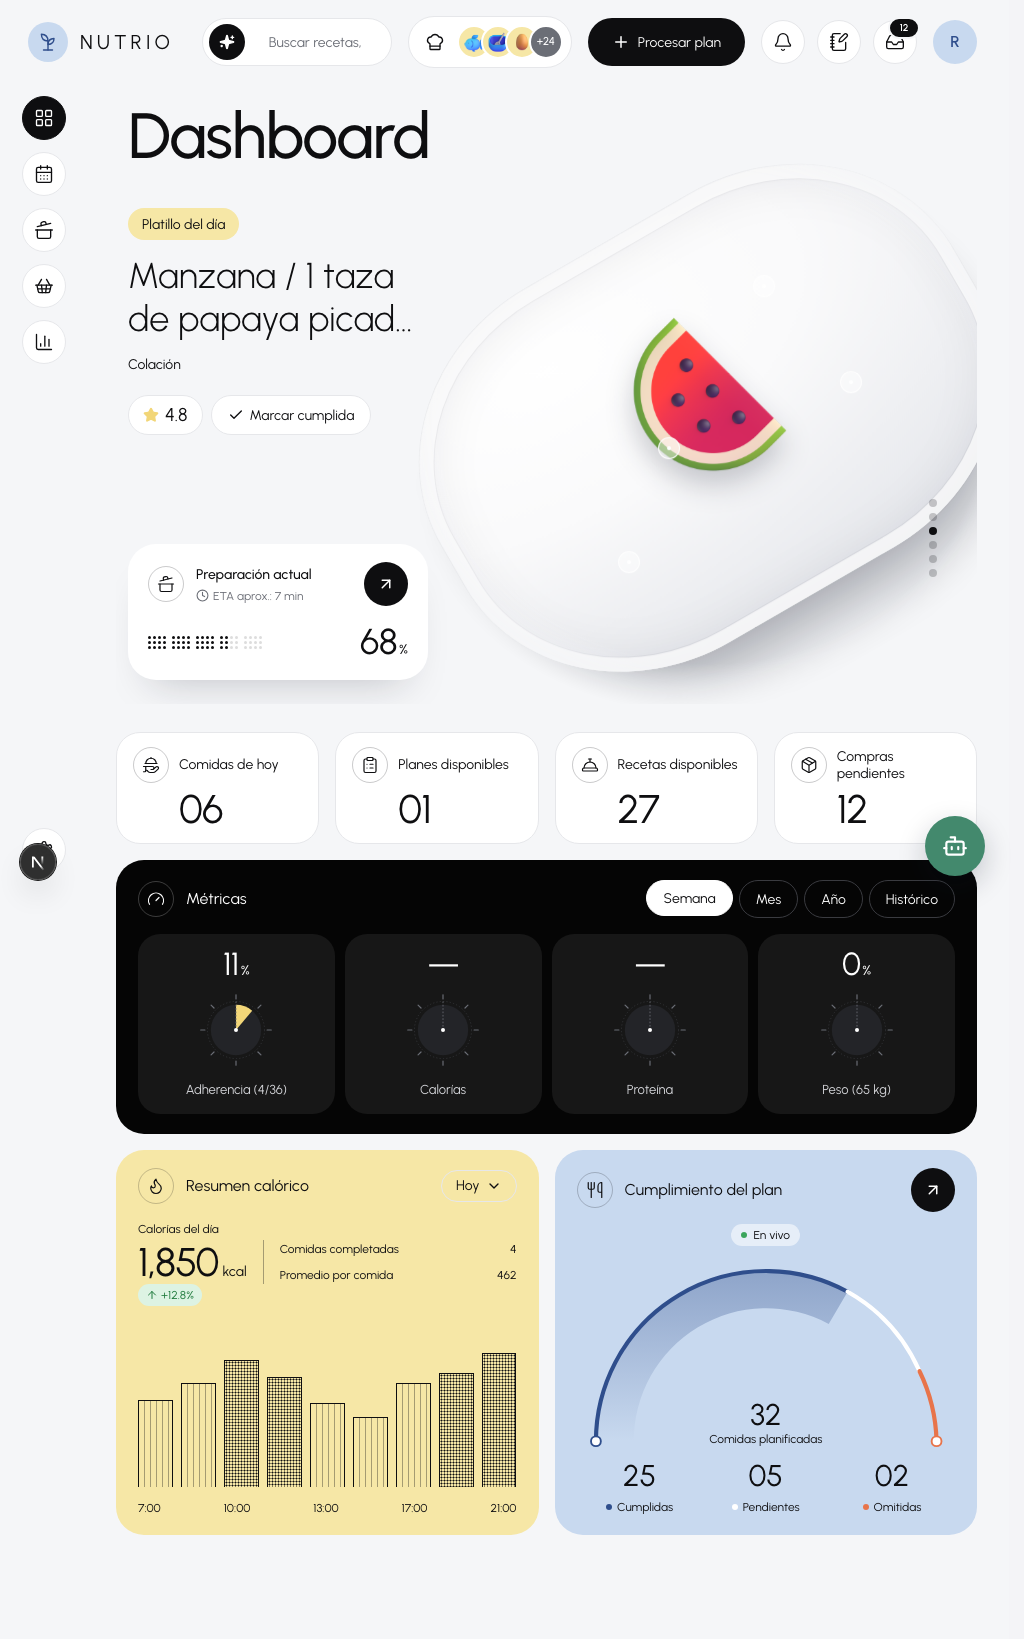 NUTRIO
Buscar recetas,
+24
Procesar plan
12
R
Dashboard
Platillo del día
Manzana / 1 taza
de papaya picad...
Colación
4.8
Marcar cumplida
Preparación actual
ETA aprox.: 7 min
68%
Comidas de hoy
06
Planes disponibles
01
Recetas disponibles
27
Compras
pendientes
12
N
Métricas
Semana
Mes
Año
Histórico
11%
Adherencia (4/36)
—
Calorías
—
Proteína
0%
Peso (65 kg)
Resumen calórico
Hoy
Calorías del día
1,850 kcal
+12.8%
Comidas completadas 4
Promedio por comida 462
7:00 10:00 13:00 17:00 21:00
Cumplimiento del plan
En vivo
32
Comidas planificadas
25
Cumplidas
05
Pendientes
02
Omitidas